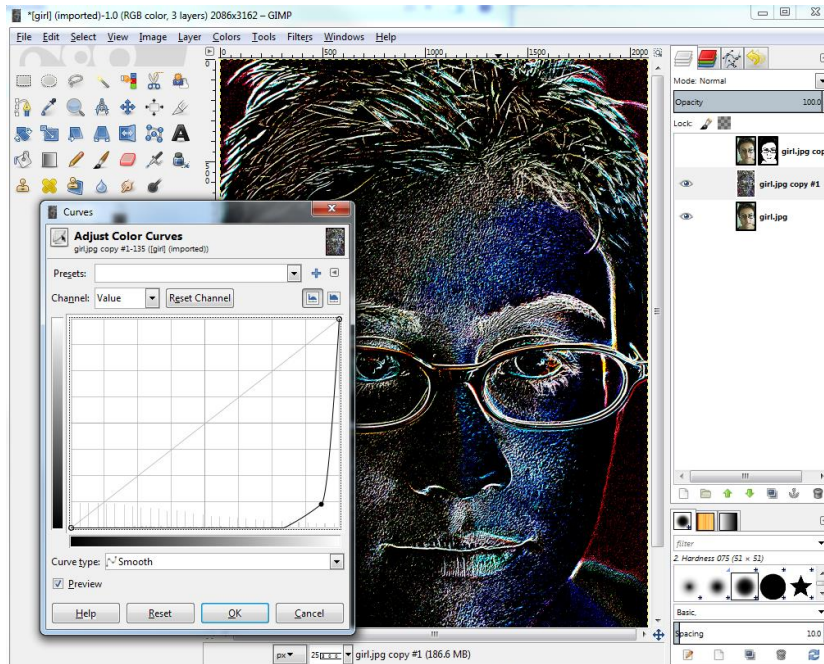 *[girl] (imported)-1.0 (RGB color, 3 layers) 2086x3162 – GIMP
File Edit Select View Image Layer Colors Tools Filters Windows Help
0 500 1000 1500 2000
Mode: Normal
Opacity 100.0
Lock:
girl.jpg cop
girl.jpg copy #1
girl.jpg
Curves
Adjust Color Curves
girl.jpg copy #1-135 ([girl] (imported))
Presets:
Channel: Value Reset Channel
Curve type: Smooth
Preview
Help Reset OK Cancel
filter
2. Hardness 075 (51 × 51)
Basic,
Spacing 10.0
px 25 girl.jpg copy #1 (186.6 MB)